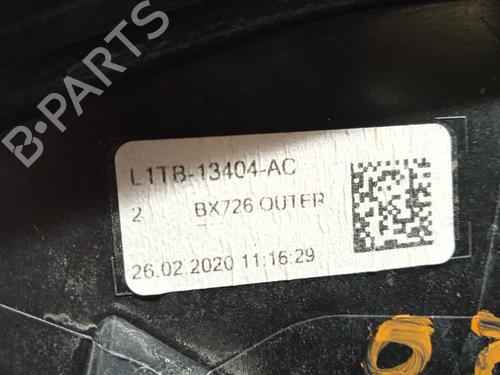 L1TB-13404-AC
2 BX726 OUTER
26.02.2020 11:16:29
B-PARTS